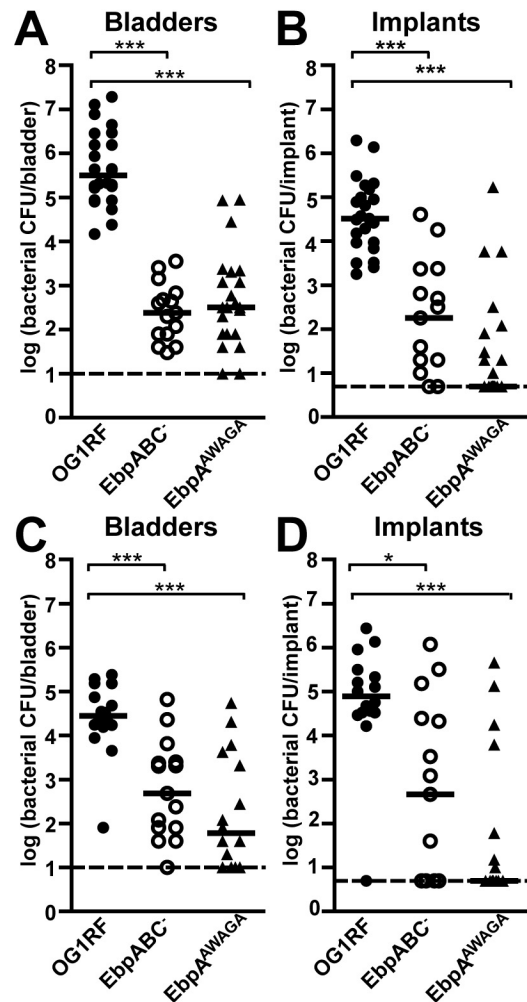 A Bladders
***
***
log (bacterial CFU/bladder)
8
7
6
5
4
3
2
1
0
OG1RF
EbpABC-
EbpA^AWAGA
B Implants
***
***
log (bacterial CFU/implant)
8
7
6
5
4
3
2
1
0
OG1RF
EbpABC-
EbpA^AWAGA
C Bladders
***
***
log (bacterial CFU/bladder)
8
7
6
5
4
3
2
1
0
OG1RF
EbpABC-
EbpA^AWAGA
D Implants
*
***
log (bacterial CFU/implant)
8
7
6
5
4
3
2
1
0
OG1RF
EbpABC-
EbpA^AWAGA